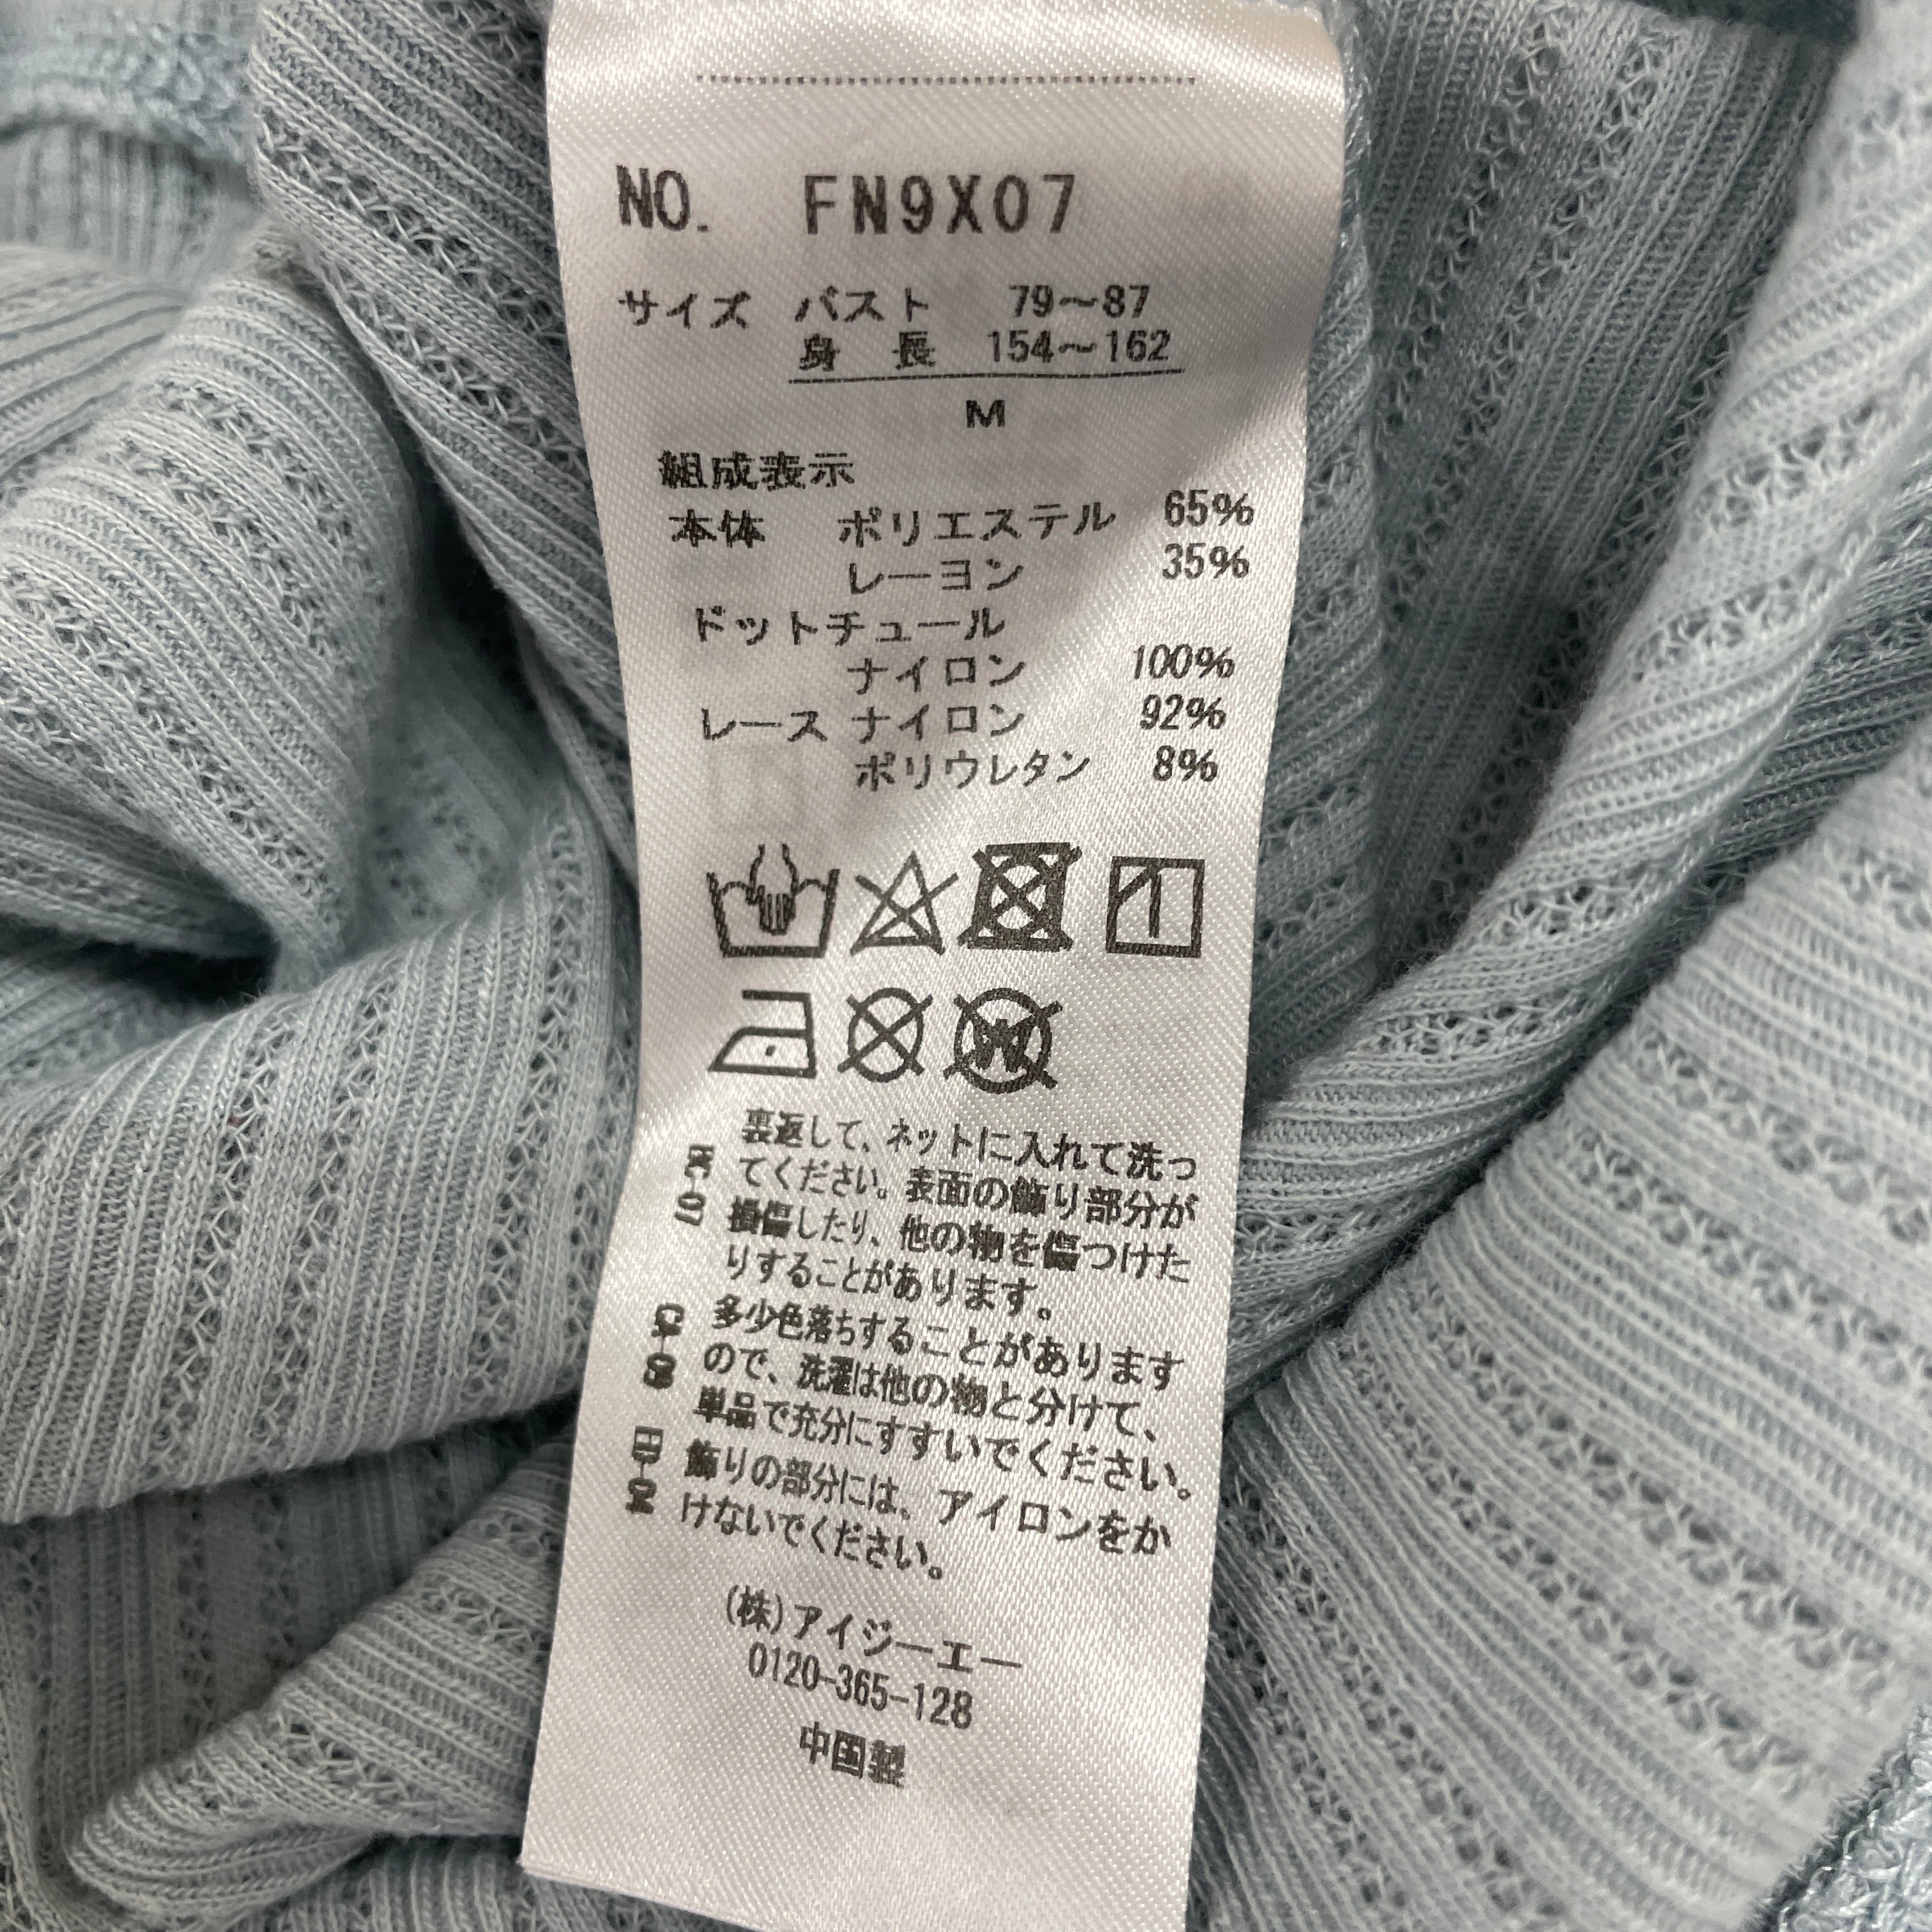 NO. FN9X07
サイズ バスト 79〜87
身 長 154〜162
M
組成表示
本体 ポリエステル 65%
レーヨン 35%
ドットチュール
ナイロン 100%
レース ナイロン 92%
ポリウレタン 8%
裏返して、ネットに入れて洗っ
てください。表面の飾り部分が
損傷したり、他の物を傷つけた
りすることがあります。
HC-07
多少色落ちすることがあります
ので、洗濯は他の物と分けて、
単品で充分にすすいでください。
飾りの部分には、アイロンをか
けないでください。
(株)アイジーエー
0120-365-128
中国製